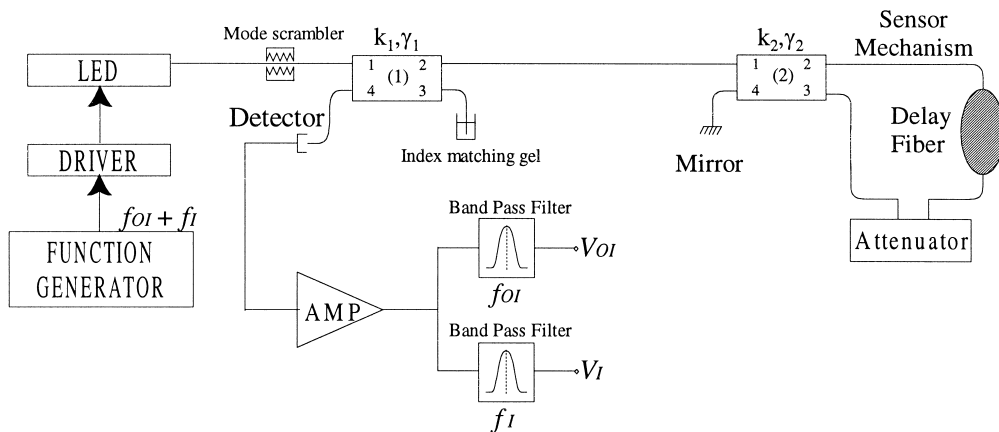 Sensor
Mechanism
Mode scrambler
k1,γ1
k2,γ2
LED
1 2
(1)
4 3
1 2
(2)
4 3
Detector
Delay
Fiber
DRIVER
Index matching gel
Mirror
fOI + fI
Band Pass Filter
FUNCTION
GENERATOR
Attenuator
VOI
fOI
AMP
Band Pass Filter
VI
fI